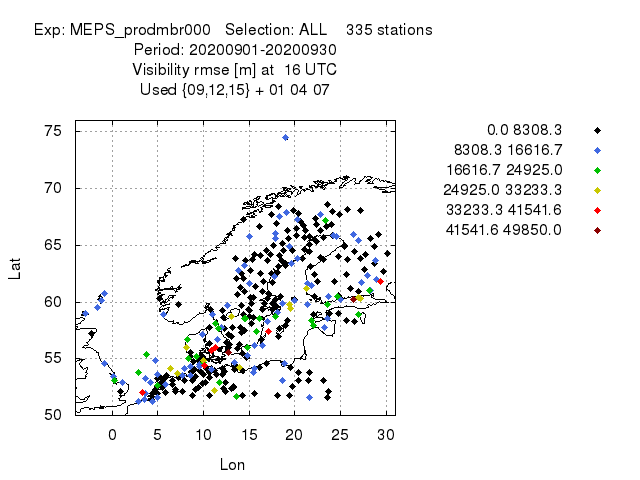 Exp: MEPS_prodmbr000 Selection: ALL 335 stations
Period: 20200901-20200930
Visibility rmse [m] at 16 UTC
Used {09,12,15} + 01 04 07
0.0 8308.3
8308.3 16616.7
16616.7 24925.0
24925.0 33233.3
33233.3 41541.6
41541.6 49850.0
75
70
65
60
55
50
Lat
0 5 10 15 20 25 30
Lon